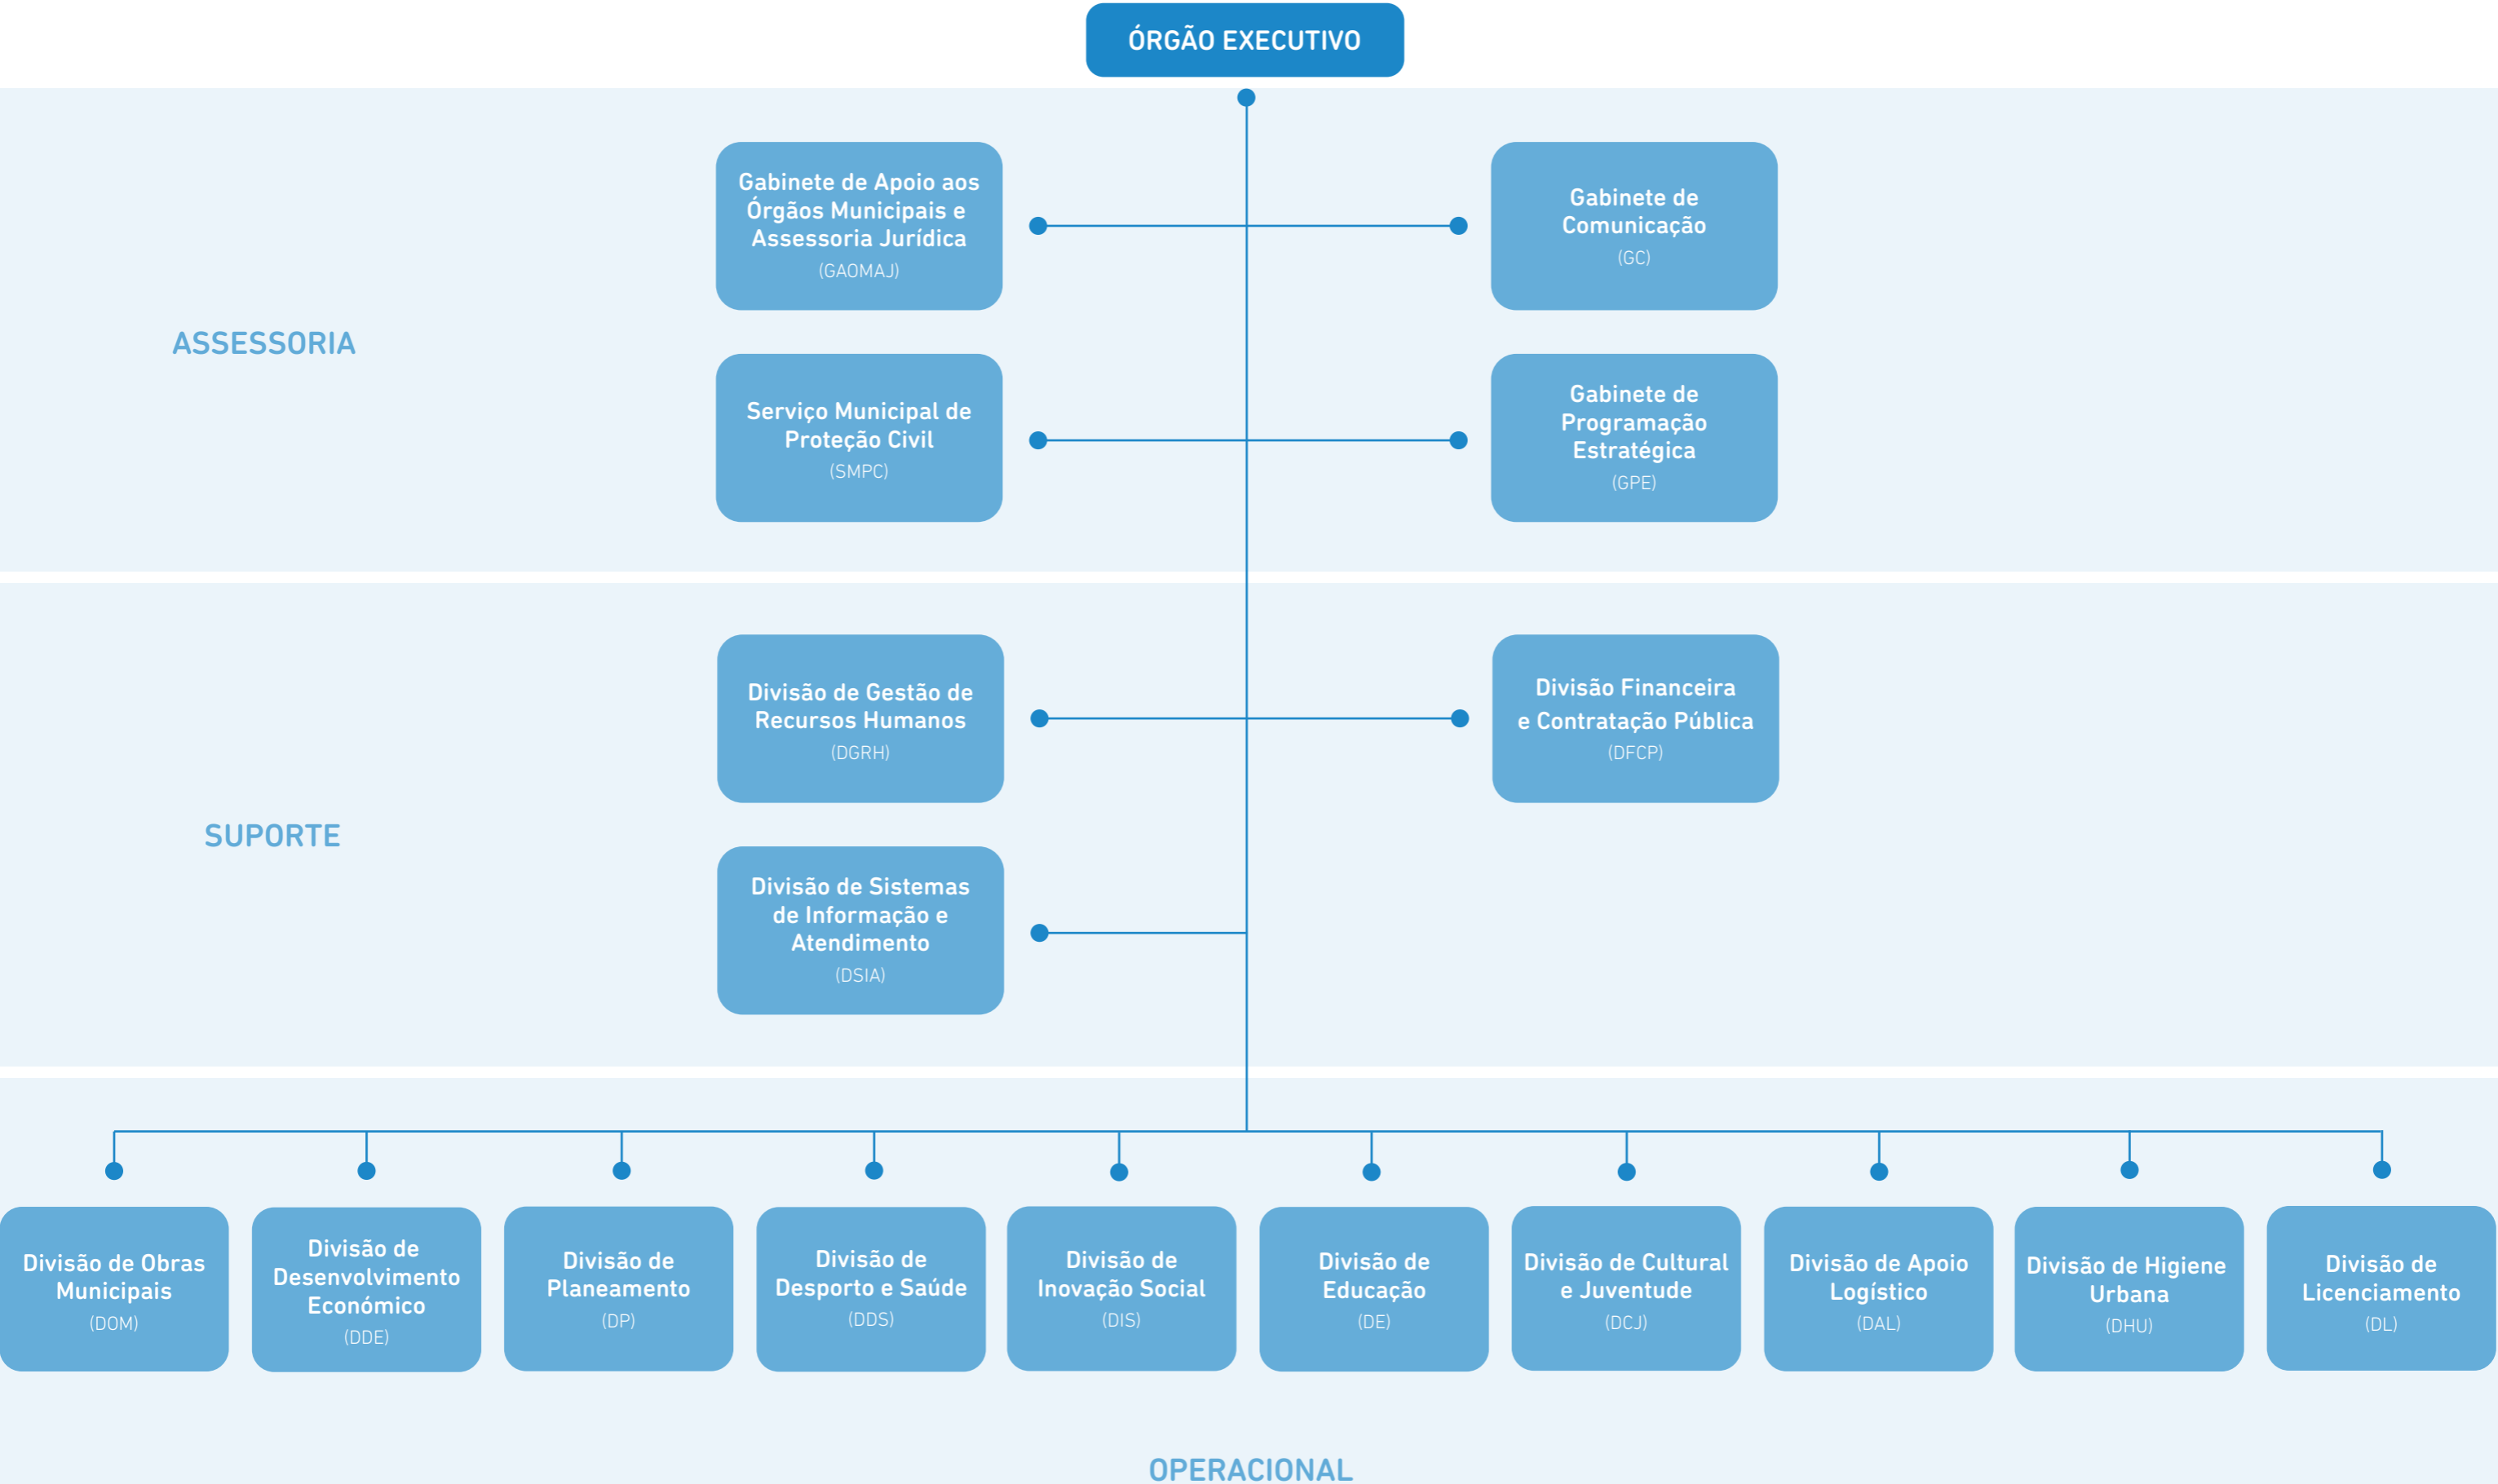 ÓRGÃO EXECUTIVO
Gabinete de Apoio aos
Órgãos Municipais e
Assessoria Jurídica
(GAOMAJ)
Gabinete de
Comunicação
(GC)
ASSESSORIA
Serviço Municipal de
Proteção Civil
(SMPC)
Gabinete de
Programação
Estratégica
(GPE)
Divisão de Gestão de
Recursos Humanos
(DGRH)
Divisão Financeira
e Contratação Pública
(DFCP)
SUPORTE
Divisão de Sistemas
de Informação e
Atendimento
(DSIA)
Divisão de Obras
Municipais
(DOM)
Divisão de
Desenvolvimento
Económico
(DDE)
Divisão de
Planeamento
(DP)
Divisão de
Desporto e Saúde
(DDS)
Divisão de
Inovação Social
(DIS)
Divisão de
Educação
(DE)
Divisão de Cultural
e Juventude
(DCJ)
Divisão de Apoio
Logístico
(DAL)
Divisão de Higiene
Urbana
(DHU)
Divisão de
Licenciamento
(DL)
OPERACIONAL